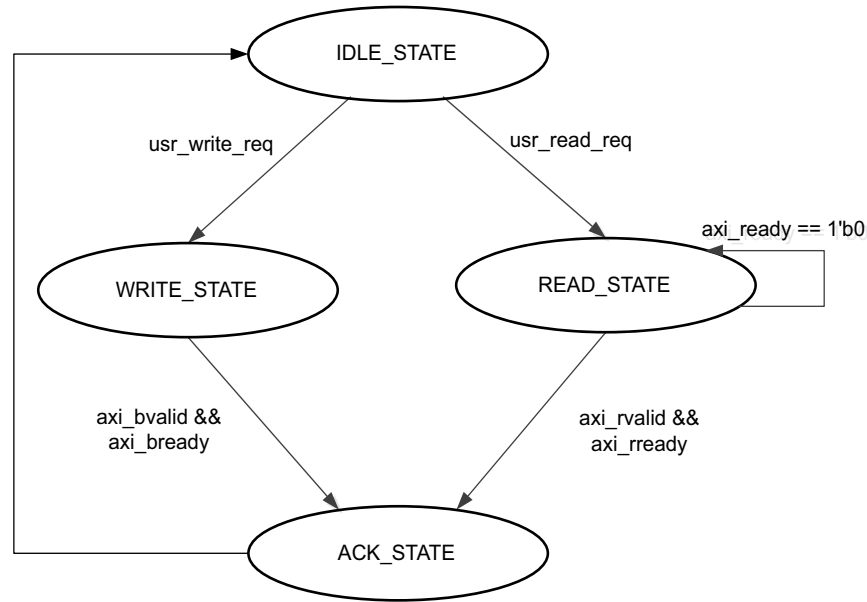 IDLE_STATE
usr_write_req
usr_read_req
axi_ready == 1'b0
WRITE_STATE
READ_STATE
axi_bvalid &&
axi_bready
axi_rvalid &&
axi_rready
ACK_STATE